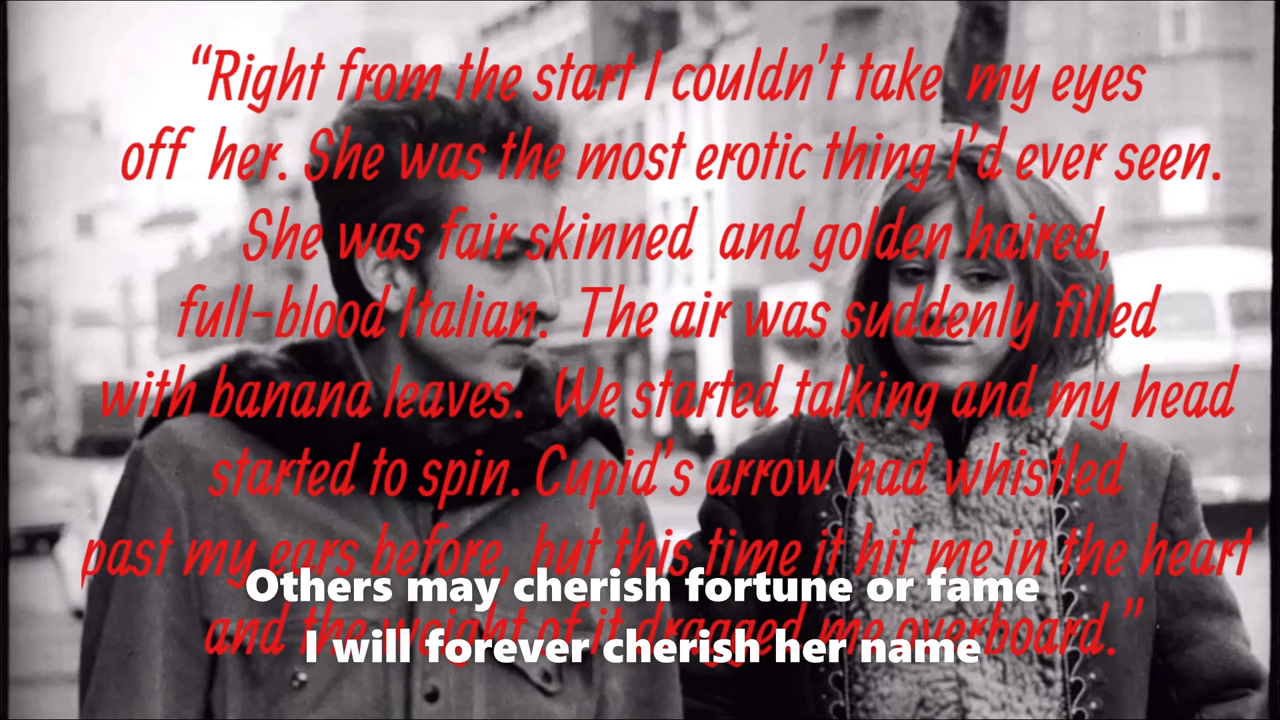 “Right from the start I couldn’t take my eyes
off her. She was the most erotic thing I’d ever seen.
She was fair skinned and golden haired,
full-blood Italian. The air was suddenly filled
with banana leaves. We started talking and my head
started to spin. Cupid’s arrow had whistled
past my ears before, but this time it hit me in the heart
and the weight of it dragged me overboard.”
Others may cherish fortune or fame
I will forever cherish her name